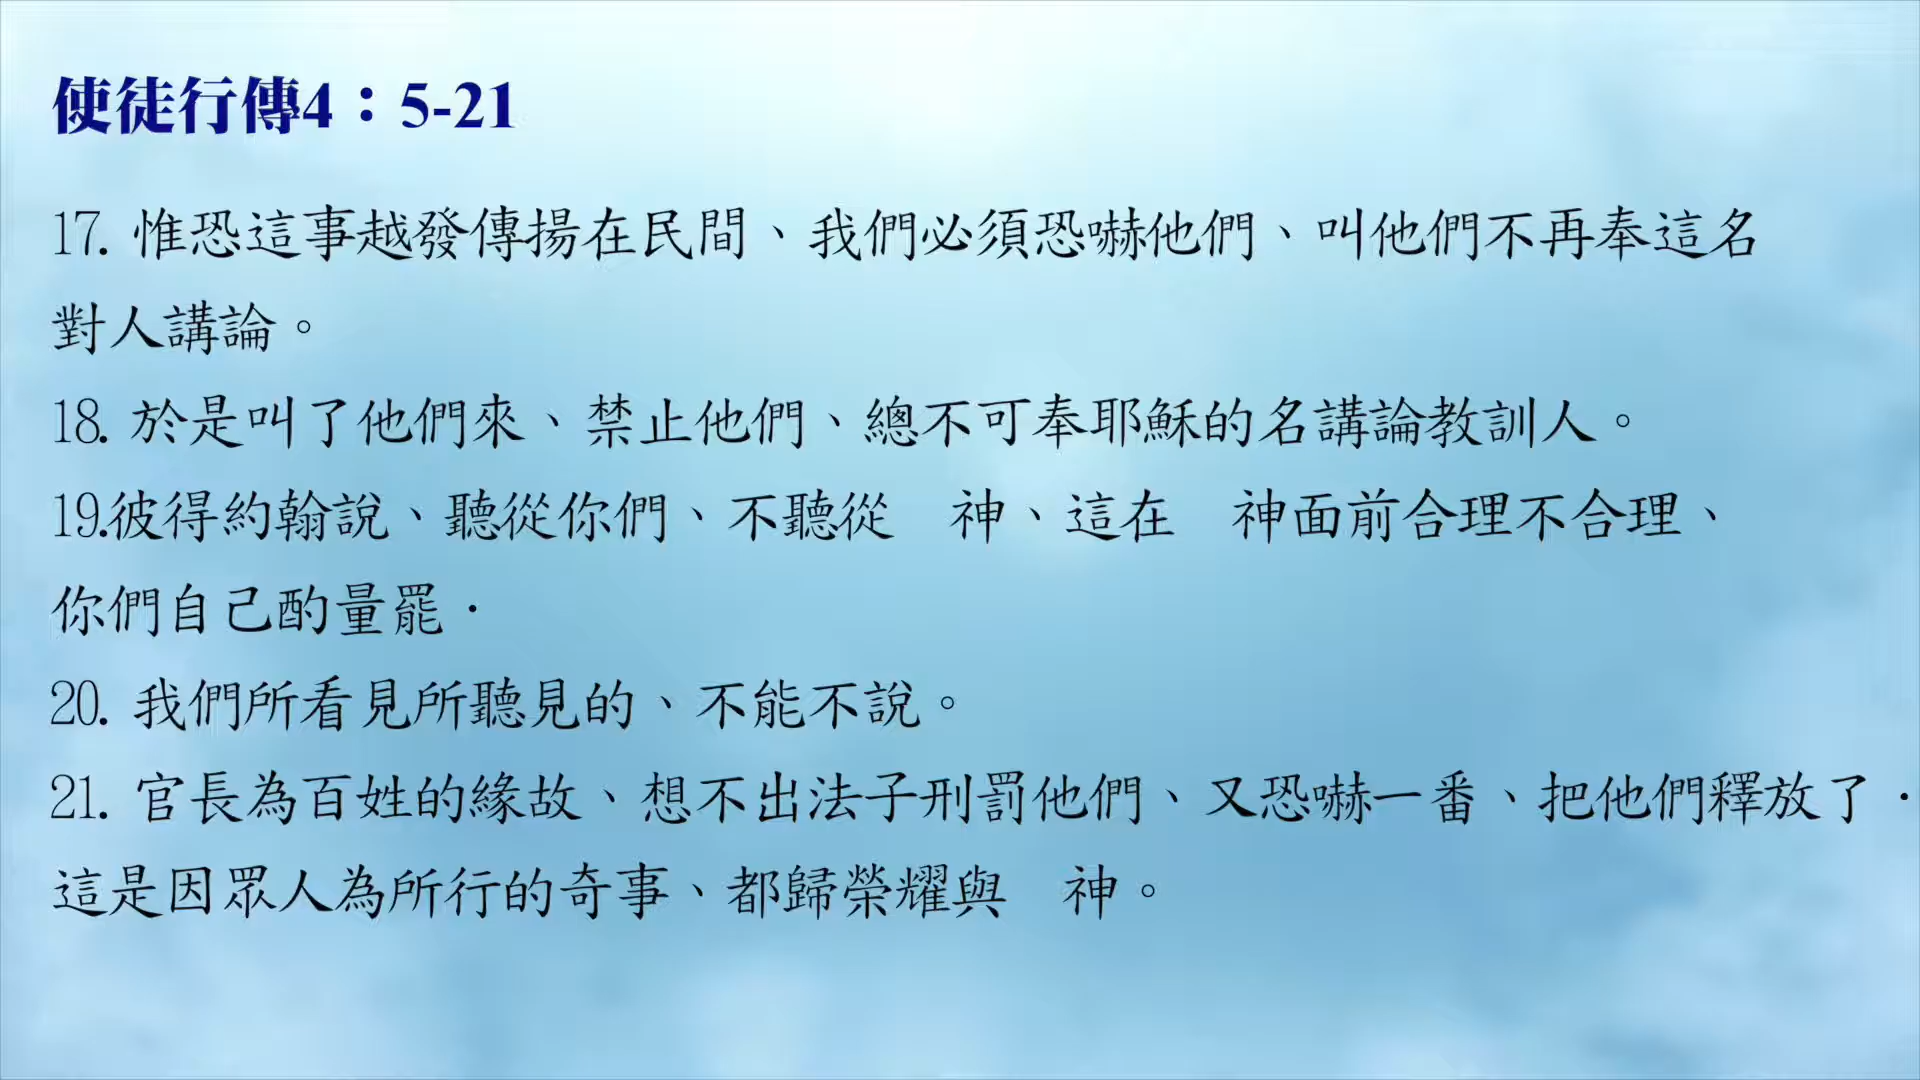 使徒行傳4：5-21
17. 惟恐這事越發傳揚在民間、我們必須恐嚇他們、叫他們不再奉這名
對人講論。
18. 於是叫了他們來、禁止他們、總不可奉耶穌的名講論教訓人。
19.彼得約翰說、聽從你們、不聽從　神、這在　神面前合理不合理、
你們自己酌量罷．
20. 我們所看見所聽見的、不能不說。
21. 官長為百姓的緣故、想不出法子刑罰他們、又恐嚇一番、把他們釋放了．
這是因眾人為所行的奇事、都歸榮耀與　神。